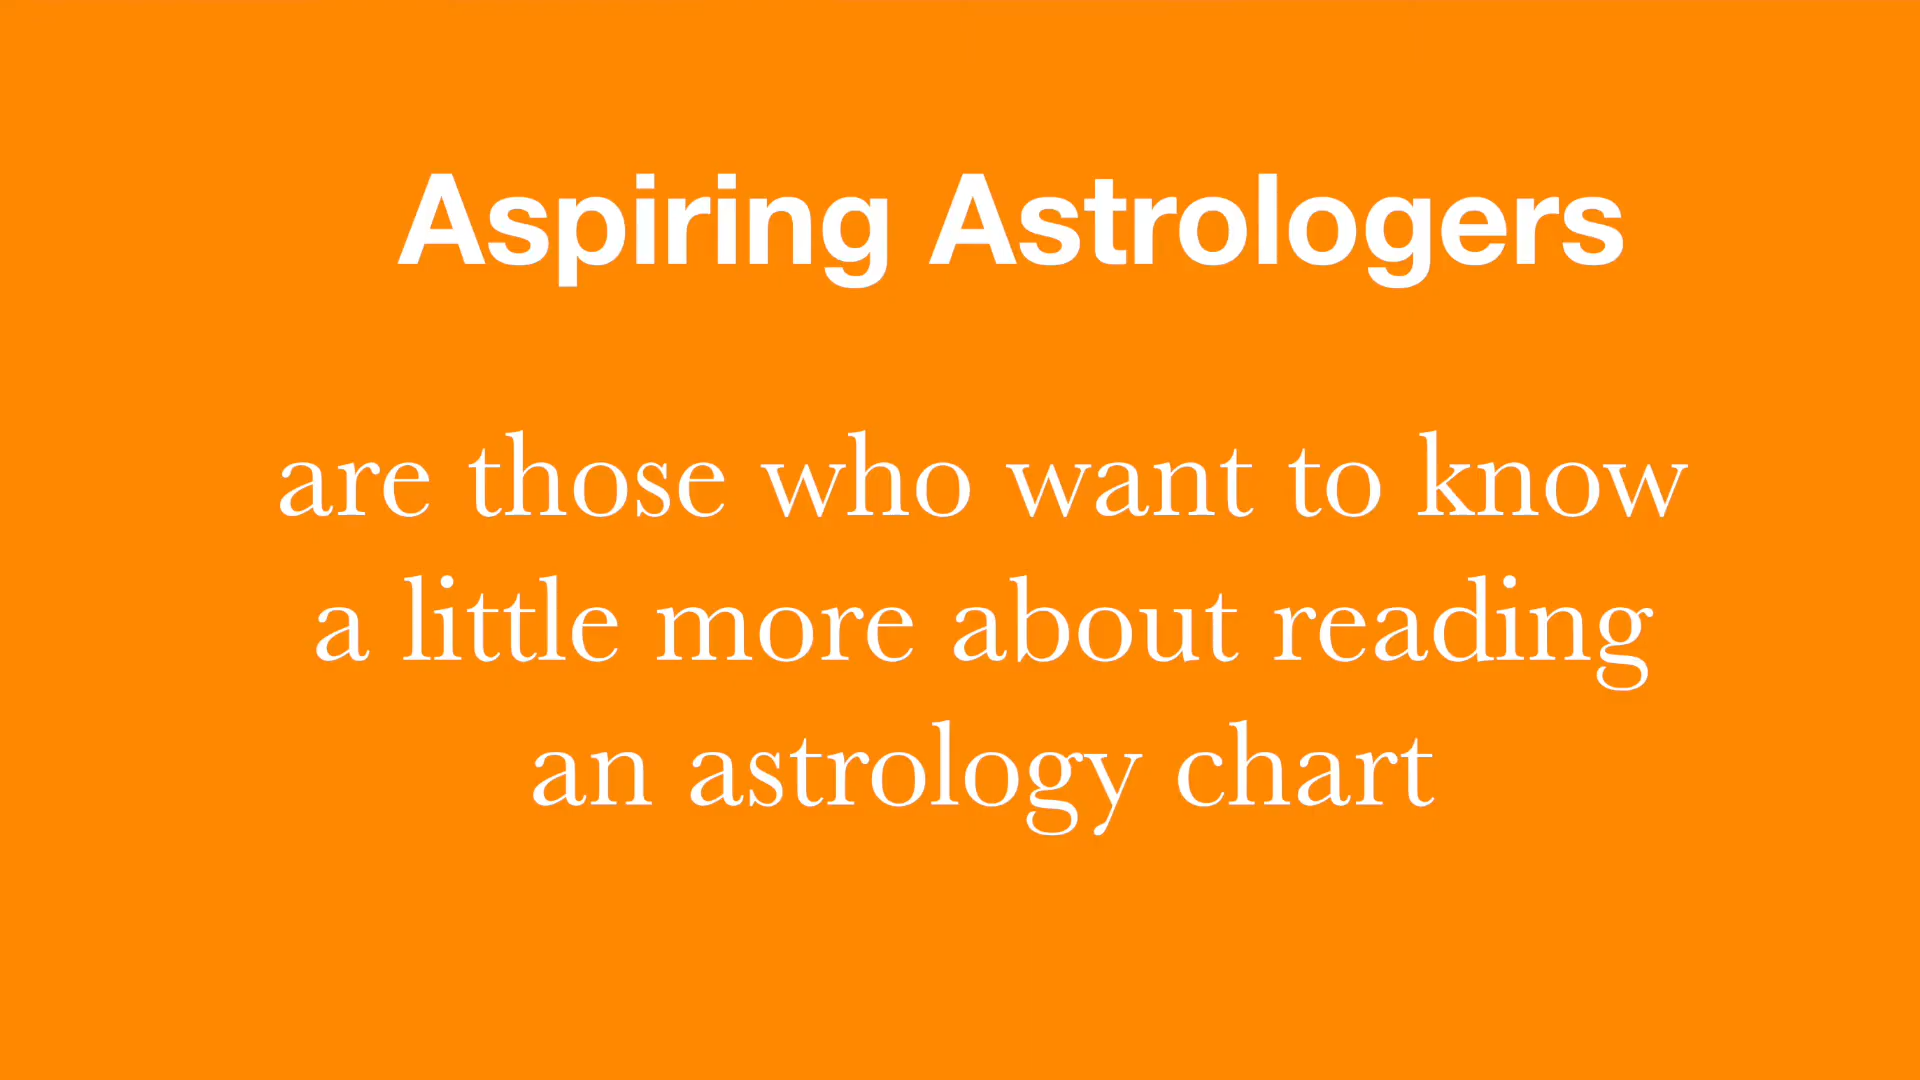 Aspiring Astrologers
are those who want to know
a little more about reading
an astrology chart